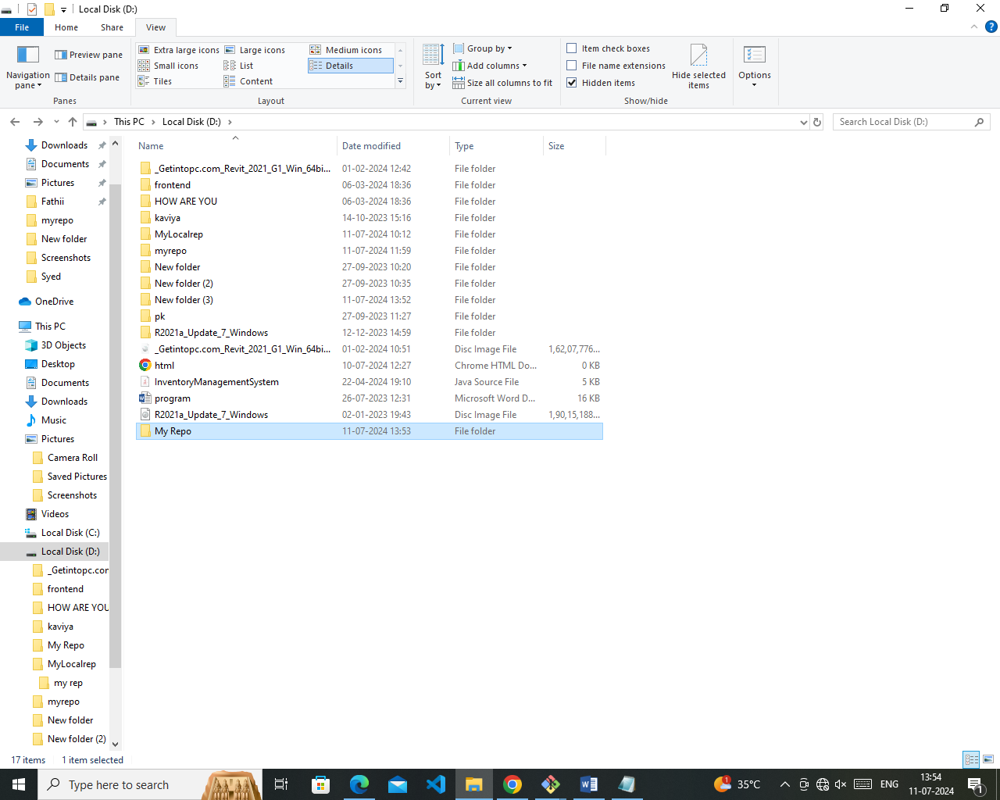 Local Disk (D:)
File Home Share View
Navigation pane
Preview pane
Details pane
Panes
Extra large icons Large icons Medium icons
Small icons List Details
Tiles Content
Layout
Sort by
Group by
Add columns
Size all columns to fit
Current view
Item check boxes
File name extensions
Hidden items
Hide selected items
Show/hide
Options
This PC Local Disk (D:)
Search Local Disk (D:)
Downloads
Documents
Pictures
Fathii
myrepo
New folder
Screenshots
Syed
OneDrive
This PC
3D Objects
Desktop
Documents
Downloads
Music
Pictures
Camera Roll
Saved Pictures
Screenshots
Videos
Local Disk (C:)
Local Disk (D:)
_Getintopc.con
frontend
HOW ARE YOU
kaviya
My Repo
MyLocalrep
my rep
myrepo
New folder
New folder (2)
Name Date modified Type Size
_Getintopc.com_Revit_2021_G1_Win_64bi... 01-02-2024 12:42 File folder
frontend 06-03-2024 18:36 File folder
HOW ARE YOU 06-03-2024 18:36 File folder
kaviya 14-10-2023 15:16 File folder
MyLocalrep 11-07-2024 10:12 File folder
myrepo 11-07-2024 11:59 File folder
New folder 27-09-2023 10:20 File folder
New folder (2) 27-09-2023 10:35 File folder
New folder (3) 11-07-2024 13:52 File folder
pk 27-09-2023 11:27 File folder
R2021a_Update_7_Windows 12-12-2023 14:59 File folder
_Getintopc.com_Revit_2021_G1_Win_64bi... 01-02-2024 10:51 Disc Image File 1,62,07,776...
html 10-07-2024 12:27 Chrome HTML Do... 0 KB
InventoryManagementSystem 22-04-2024 19:10 Java Source File 5 KB
program 26-07-2023 12:31 Microsoft Word D... 16 KB
R2021a_Update_7_Windows 02-01-2023 19:43 Disc Image File 1,90,15,188...
My Repo 11-07-2024 13:53 File folder
17 items 1 item selected
Type here to search
1
35°C
ENG
13:54
11-07-2024
1